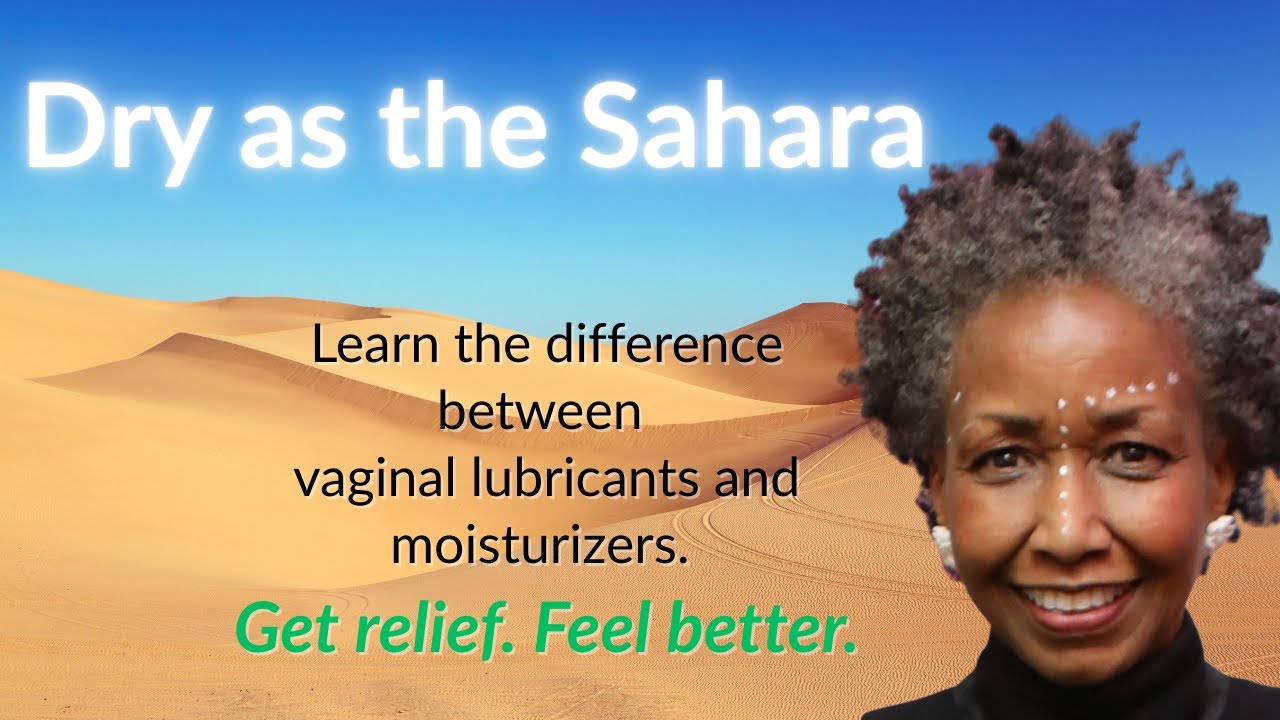 Dry as the Sahara
Learn the difference
between
vaginal lubricants and
moisturizers.
Get relief. Feel better.